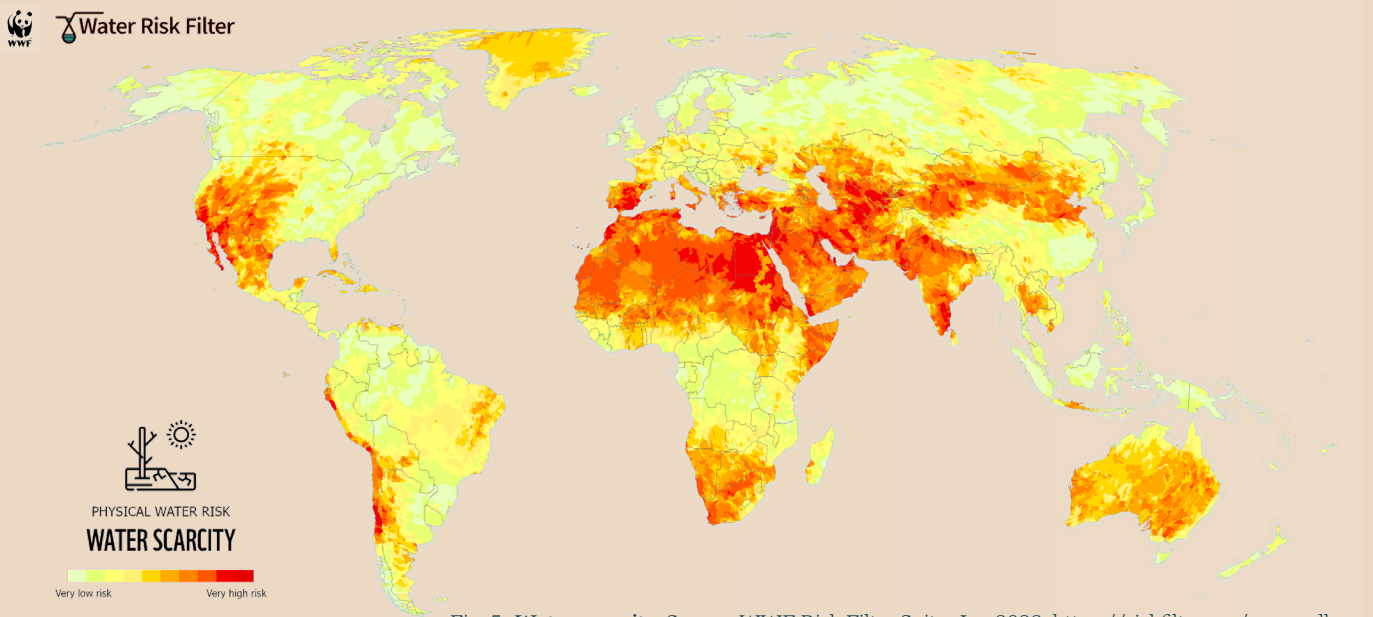 WWF
Water Risk Filter
PHYSICAL WATER RISK
WATER SCARCITY
Very low risk
Very high risk